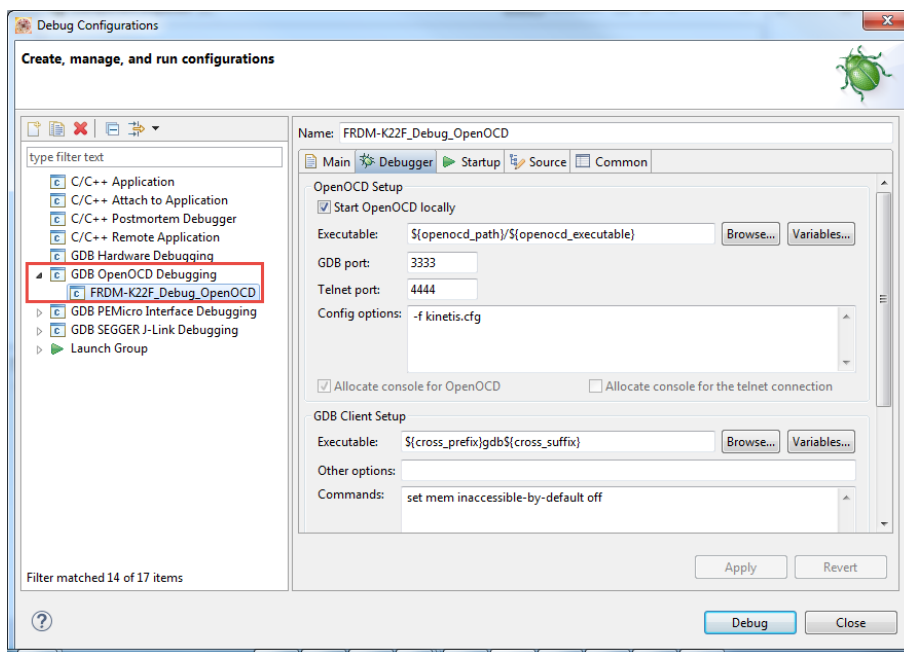 Debug Configurations
Create, manage, and run configurations
type filter text
C/C++ Application
C/C++ Attach to Application
C/C++ Postmortem Debugger
C/C++ Remote Application
GDB Hardware Debugging
GDB OpenOCD Debugging
FRDM-K22F_Debug_OpenOCD
GDB PEMicro Interface Debugging
GDB SEGGER J-Link Debugging
Launch Group
Filter matched 14 of 17 items
Name: FRDM-K22F_Debug_OpenOCD
Main Debugger Startup Source Common
OpenOCD Setup
Start OpenOCD locally
Executable: ${openocd_path}/${openocd_executable} Browse... Variables...
GDB port: 3333
Telnet port: 4444
Config options: -f kinetis.cfg
Allocate console for OpenOCD Allocate console for the telnet connection
GDB Client Setup
Executable: ${cross_prefix}gdb${cross_suffix} Browse... Variables...
Other options:
Commands: set mem inaccessible-by-default off
Apply Revert
Debug Close